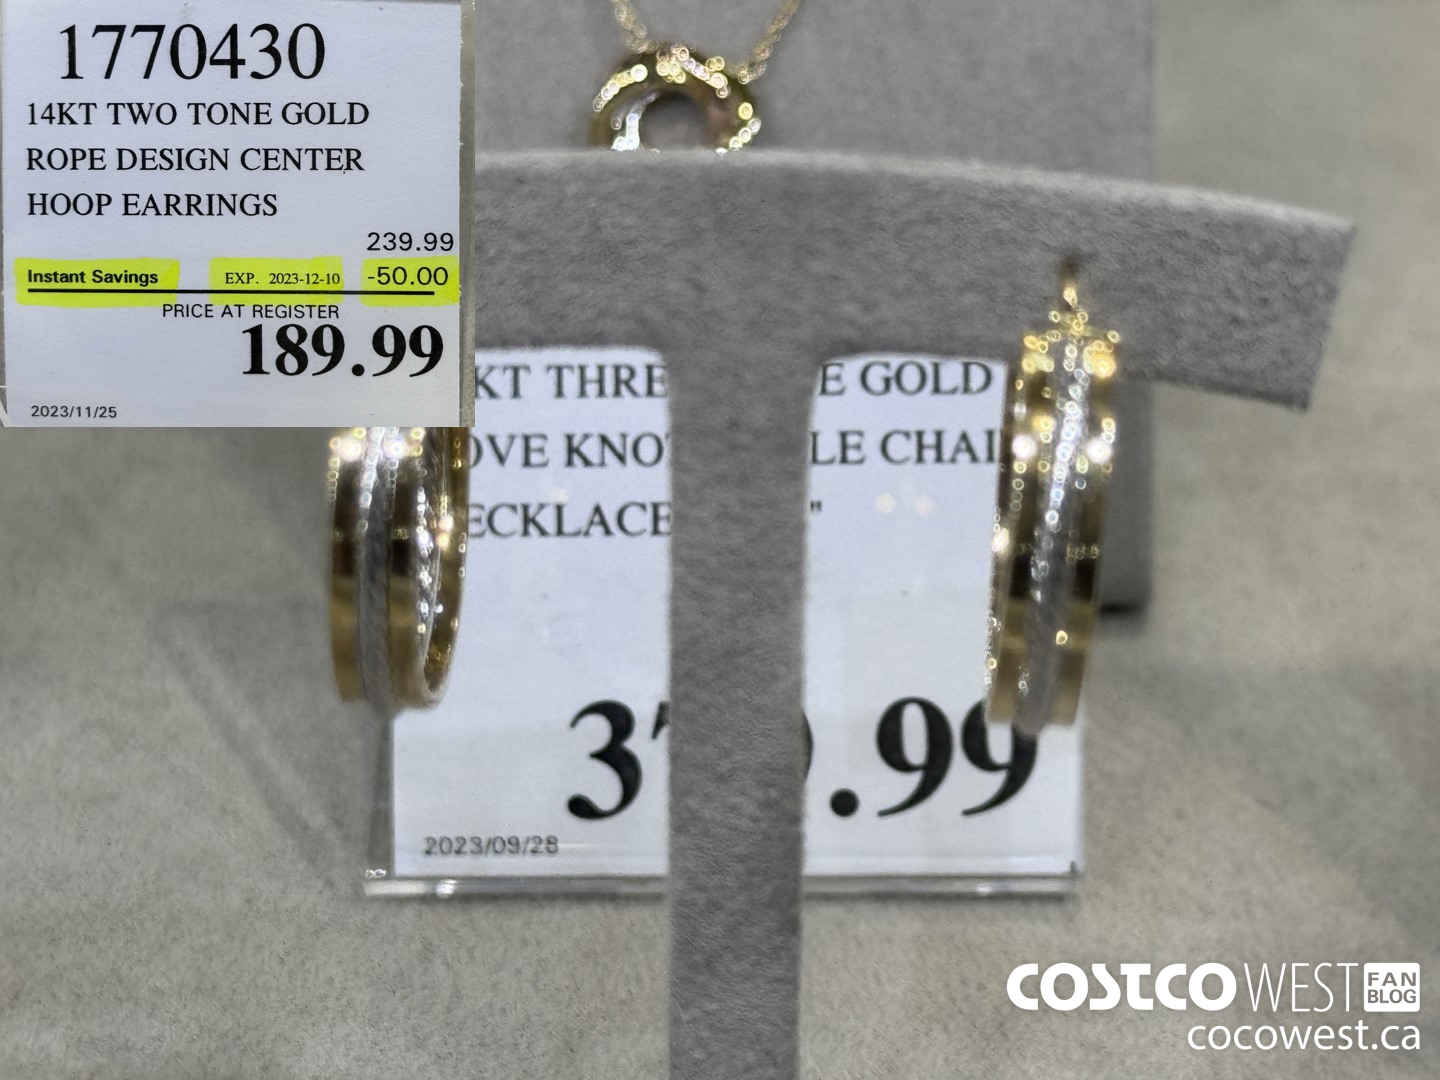 1770430
14KT TWO TONE GOLD
ROPE DESIGN CENTER
HOOP EARRINGS
239.99
Instant Savings EXP. 2023-12-10 -50.00
PRICE AT REGISTER
189.99
2023/11/25
KT THRE E GOLD
OVE KNO LE CHAI
ECKLACE "
3 .99
2023/09/28
COSTCO WEST FAN BLOG
cocowest.ca